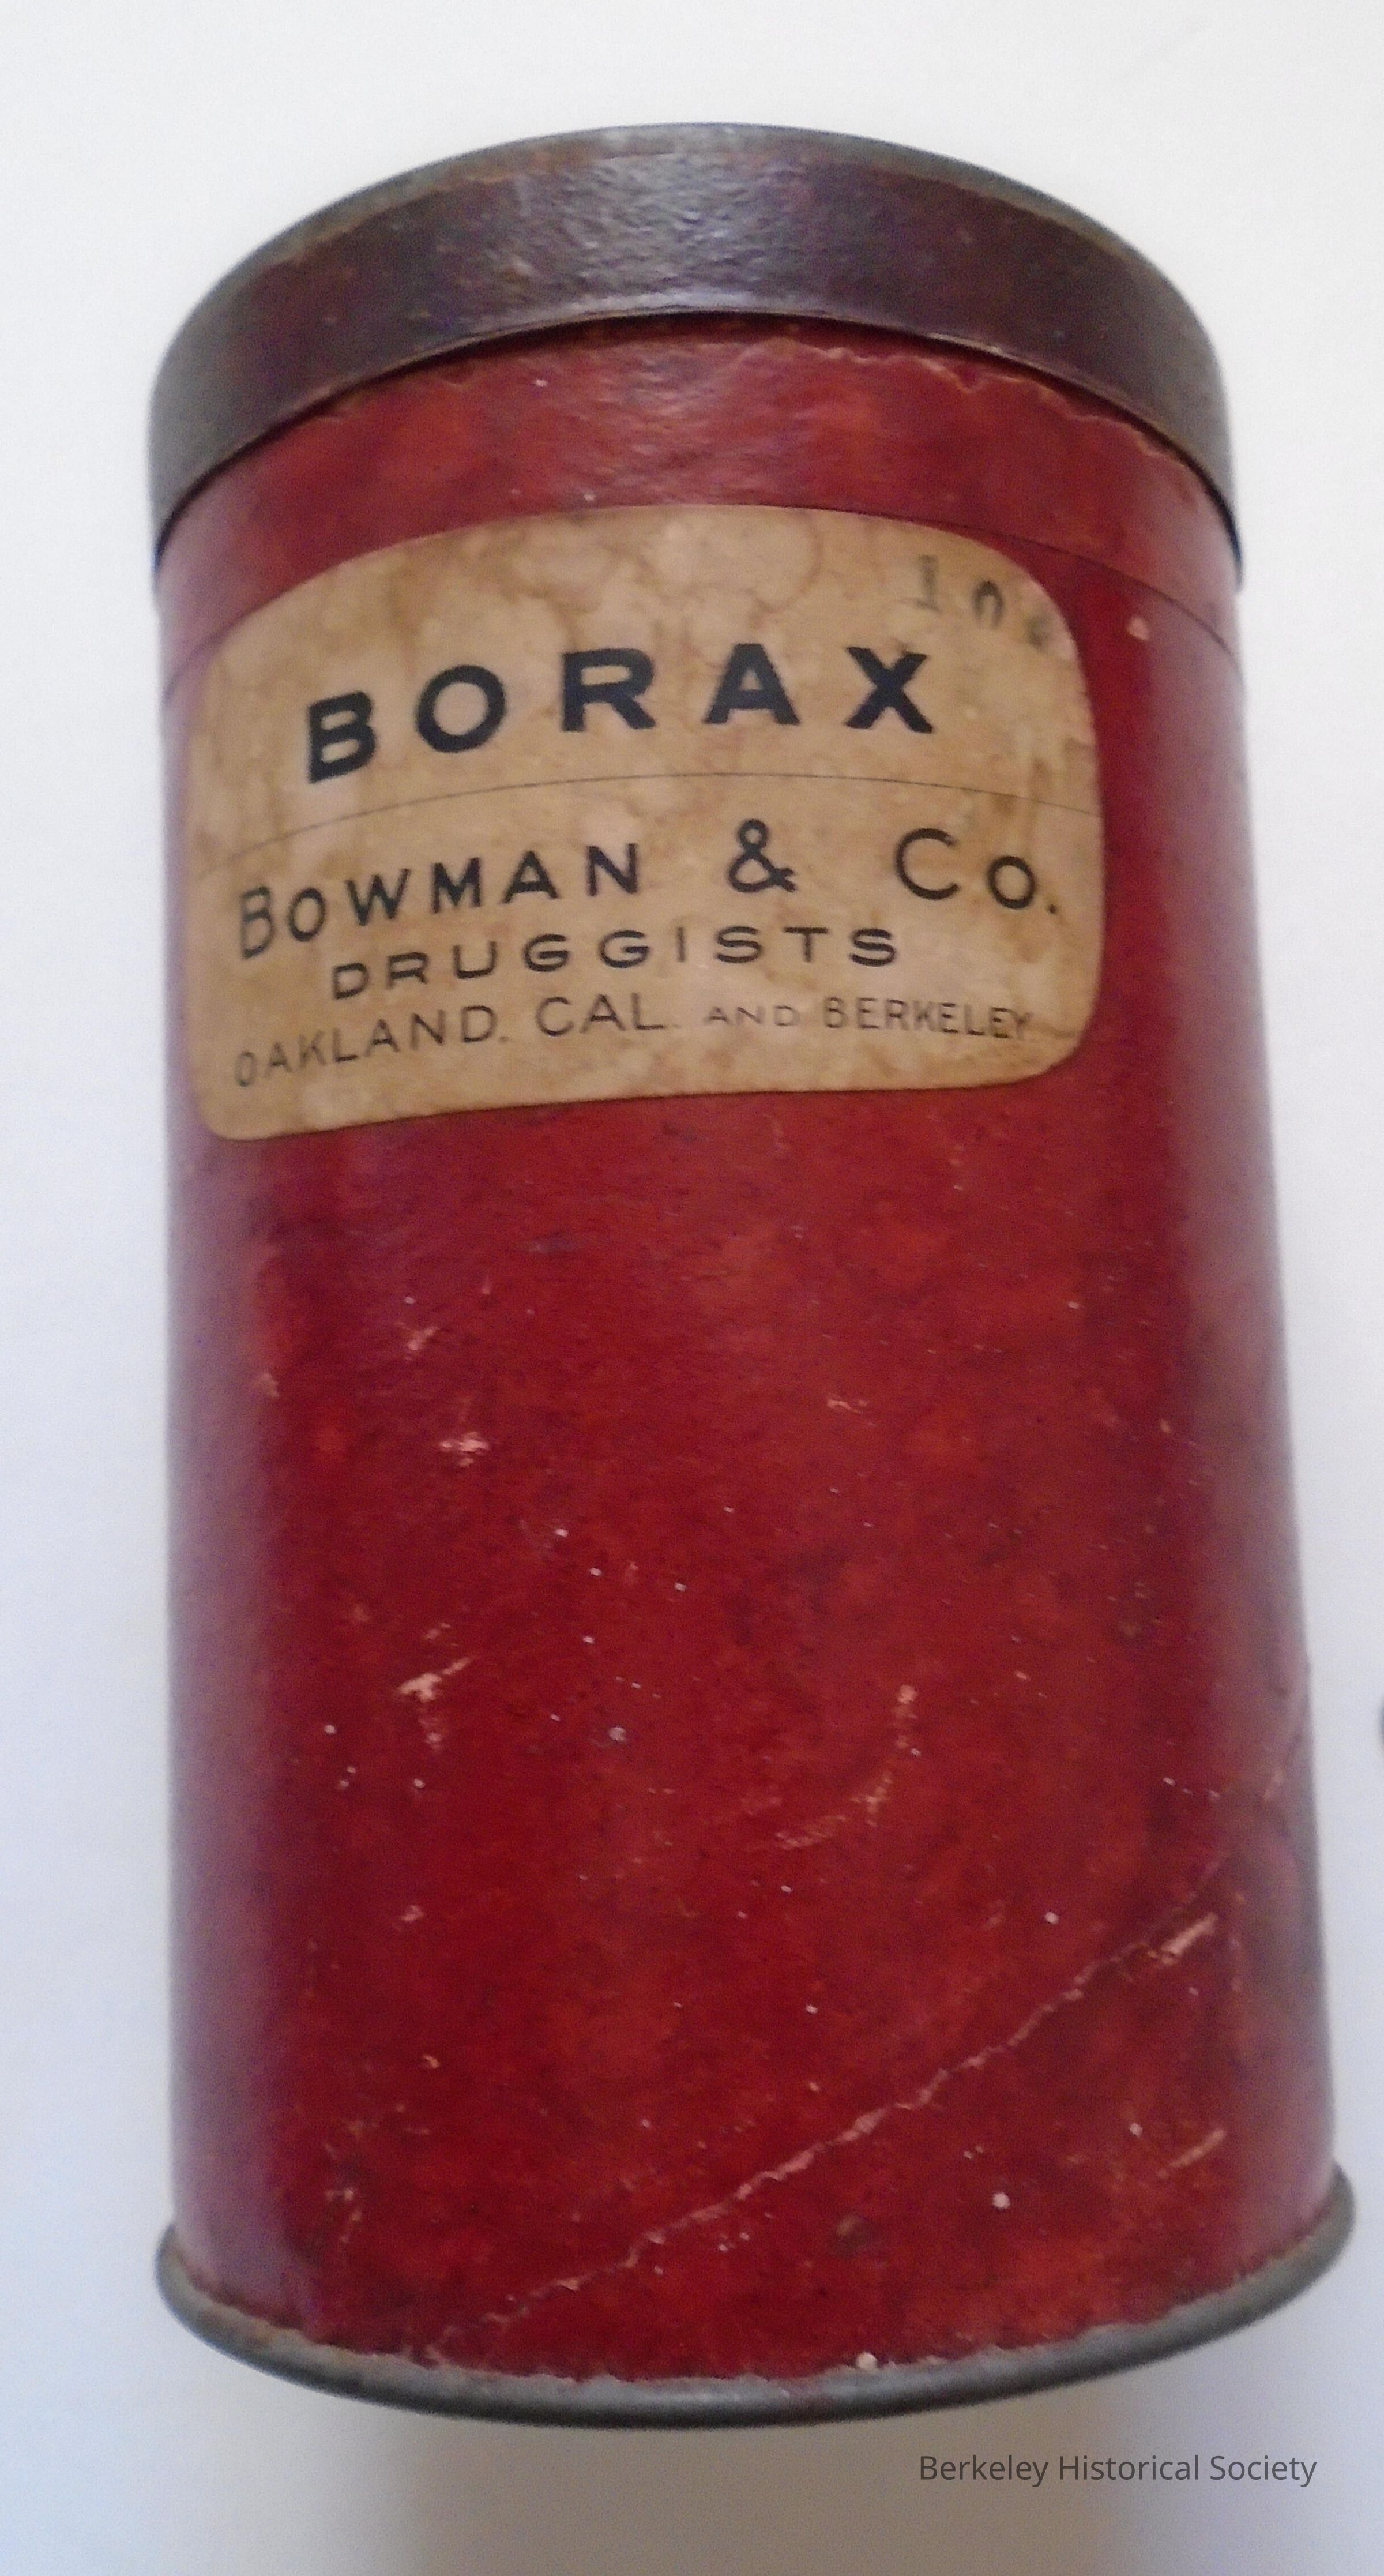 BORAX
BOWMAN & Co.
DRUGGISTS
OAKLAND, CAL. AND BERKELEY
Berkeley Historical Society